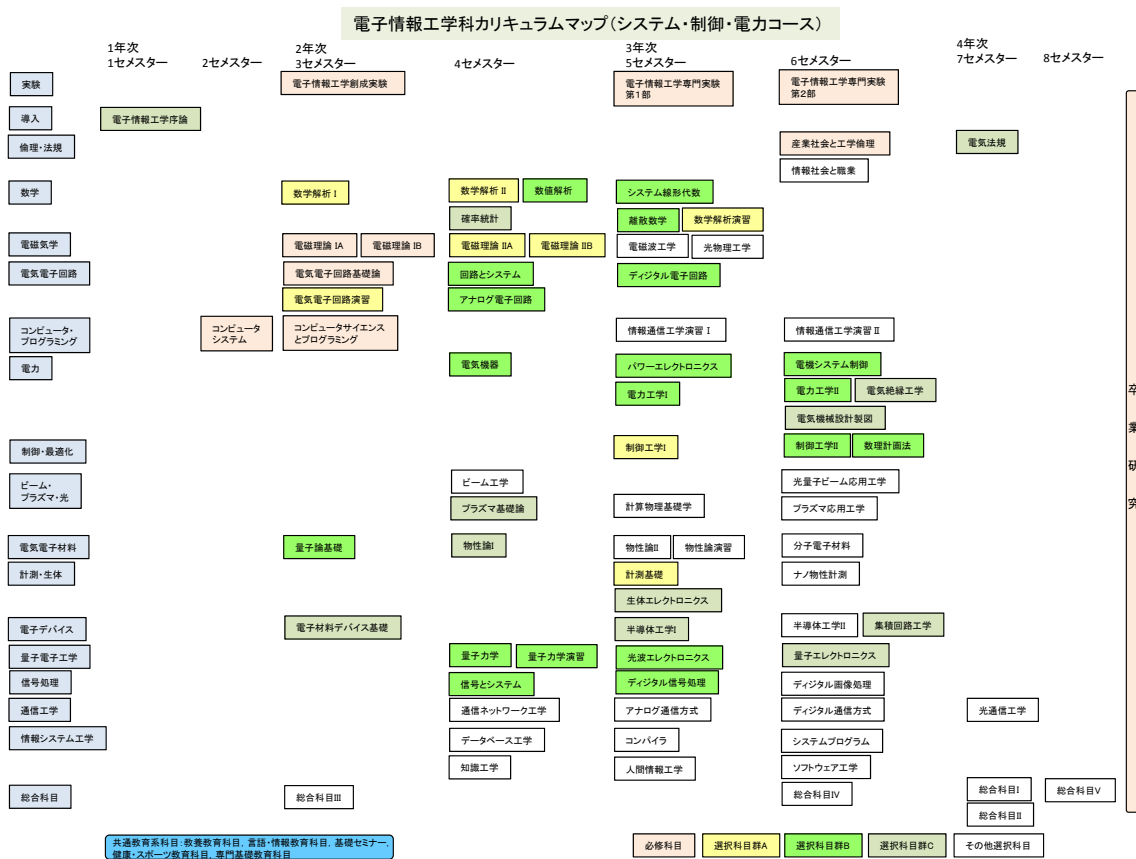 電子情報工学科カリキュラムマップ(システム・制御・電力コース)
1年次 2年次 3年次 4年次
1セメスター 2セメスター 3セメスター 4セメスター 5セメスター 6セメスター 7セメスター 8セメスター
実験 電子情報工学創成実験 電子情報工学専門実験 電子情報工学専門実験
第1部 第2部
導入 電子情報工学序論
倫理・法規 産業社会と工学倫理 電気法規
情報社会と職業
数学 数学解析 I 数学解析 II 数値解析 システム線形代数
確率統計 離散数学 数学解析演習
電磁気学 電磁理論 IA 電磁理論 IB 電磁理論 IIA 電磁理論 IIB 電磁波工学 光物理工学
電気電子回路 電気電子回路基礎論 回路とシステム ディジタル電子回路
電気電子回路演習 アナログ電子回路
コンピュータ・ コンピュータ コンピュータサイエンス 情報通信工学演習 I 情報通信工学演習 II
プログラミング システム とプログラミング
電力 電気機器 パワーエレクトロニクス 電機システム制御
電力工学I 電力工学II 電気絶縁工学
電気機械設計製図
制御・最適化 制御工学I 制御工学II 数理計画法
ビーム・ ビーム工学 光量子ビーム応用工学
プラズマ・光 プラズマ基礎論 計算物理基礎学 プラズマ応用工学
電気電子材料 量子論基礎 物性論I 物性論II 物性論演習 分子電子材料
計測・生体 計測基礎 ナノ物性計測
生体エレクトロニクス
電子デバイス 電子材料デバイス基礎 半導体工学I 半導体工学II 集積回路工学
量子電子工学 量子力学 量子力学演習 光波エレクトロニクス 量子エレクトロニクス
信号処理 信号とシステム ディジタル信号処理 ディジタル画像処理
通信工学 通信ネットワーク工学 アナログ通信方式 ディジタル通信方式 光通信工学
情報システム工学 データベース工学 コンパイラ システムプログラム
知識工学 人間情報工学 ソフトウェア工学
総合科目 総合科目III 総合科目IV 総合科目I 総合科目V
総合科目II
卒
業
研
究
共通教育系科目:教養教育科目, 言語・情報教育科目, 基礎セミナー,
健康・スポーツ教育科目, 専門基礎教育科目
必修科目 選択科目群A 選択科目群B 選択科目群C その他選択科目